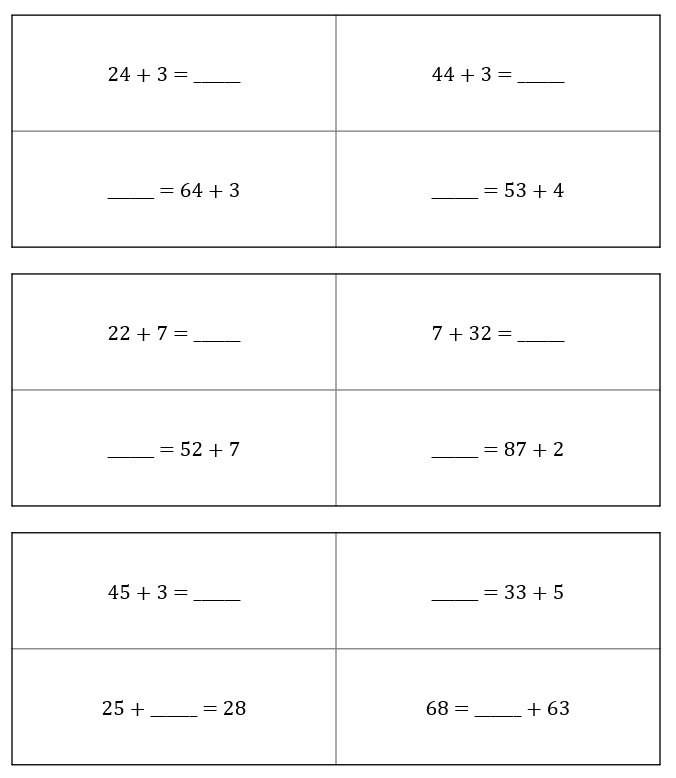 24 + 3 = _____
44 + 3 = _____
_____ = 64 + 3
_____ = 53 + 4
22 + 7 = _____
7 + 32 = _____
_____ = 52 + 7
_____ = 87 + 2
45 + 3 = _____
_____ = 33 + 5
25 + _____ = 28
68 = _____ + 63